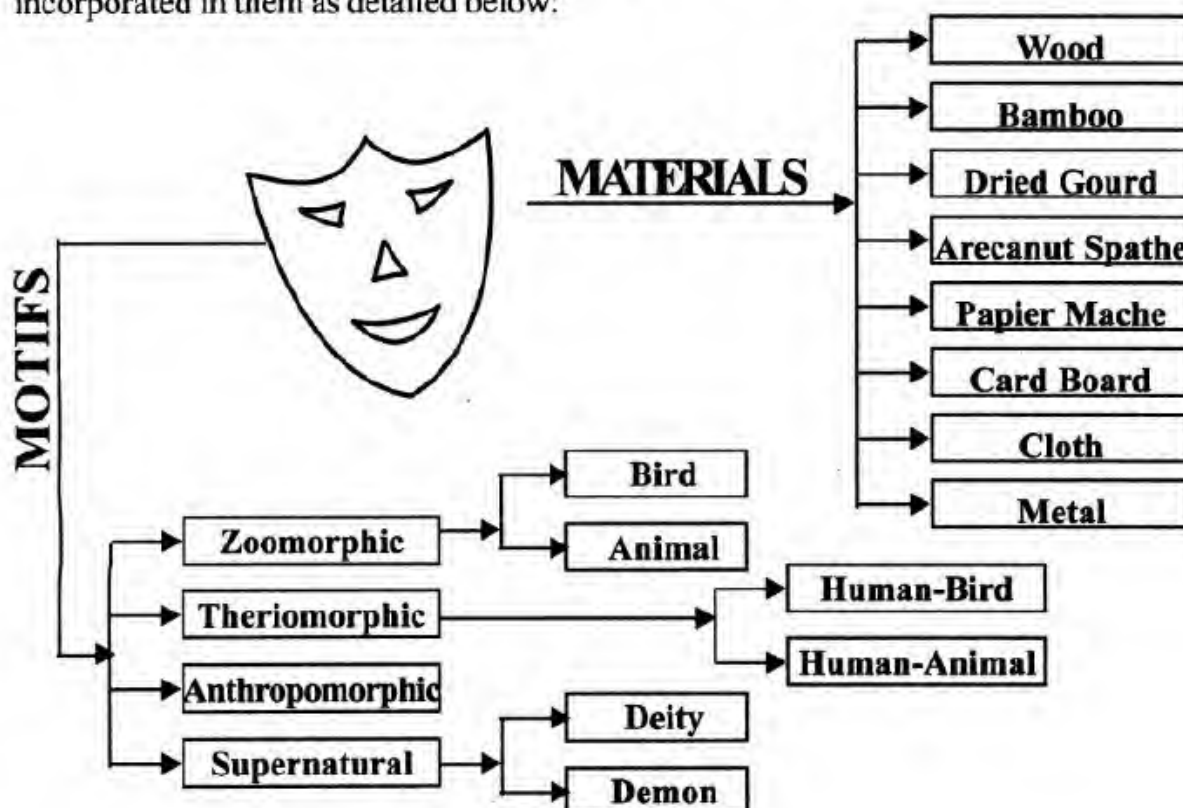 incorporated in them as detailed below:
MATERIALS
Wood
Bamboo
Dried Gourd
Arecanut Spathe
Papier Mache
Card Board
Cloth
Metal
MOTIFS
Zoomorphic
Bird
Animal
Theriomorphic
Human-Bird
Human-Animal
Anthropomorphic
Supernatural
Deity
Demon